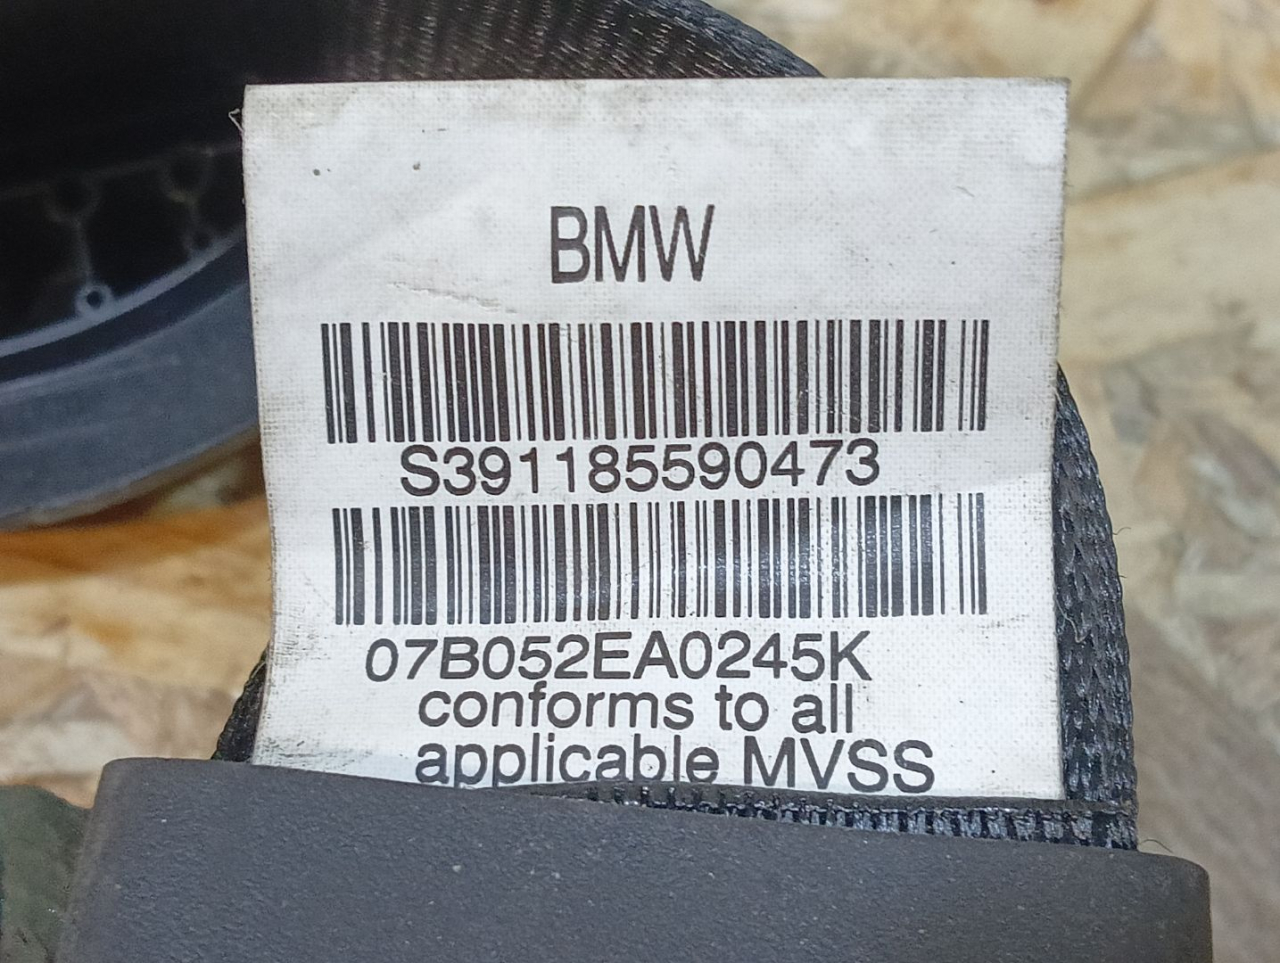 BMW
S391185590473
07B052EA0245K
conforms to all
applicable MVSS